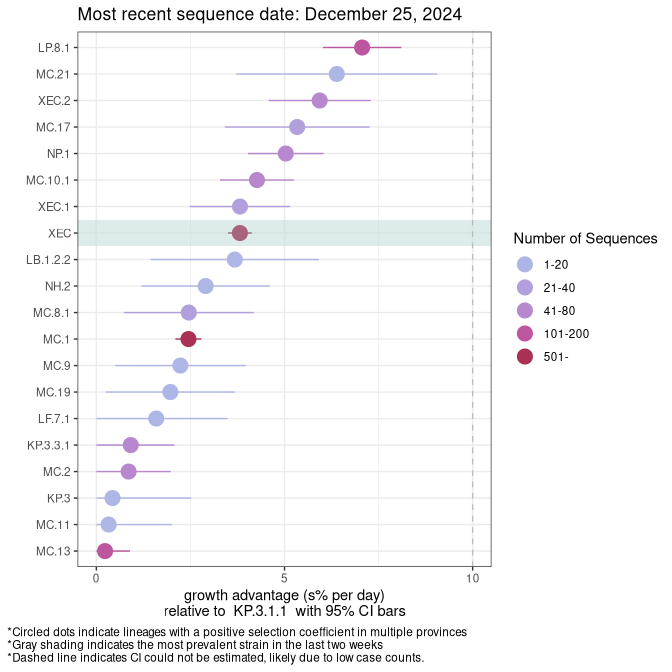 Most recent sequence date: December 25, 2024
LP.8.1
MC.21
XEC.2
MC.17
NP.1
MC.10.1
XEC.1
XEC
LB.1.2.2
NH.2
MC.8.1
MC.1
MC.9
MC.19
LF.7.1
KP.3.3.1
MC.2
KP.3
MC.11
MC.13
0 5 10
growth advantage (s% per day)
relative to KP.3.1.1 with 95% CI bars
Number of Sequences
1-20
21-40
41-80
101-200
501-
*Circled dots indicate lineages with a positive selection coefficient in multiple provinces
*Gray shading indicates the most prevalent strain in the last two weeks
*Dashed line indicates CI could not be estimated, likely due to low case counts.